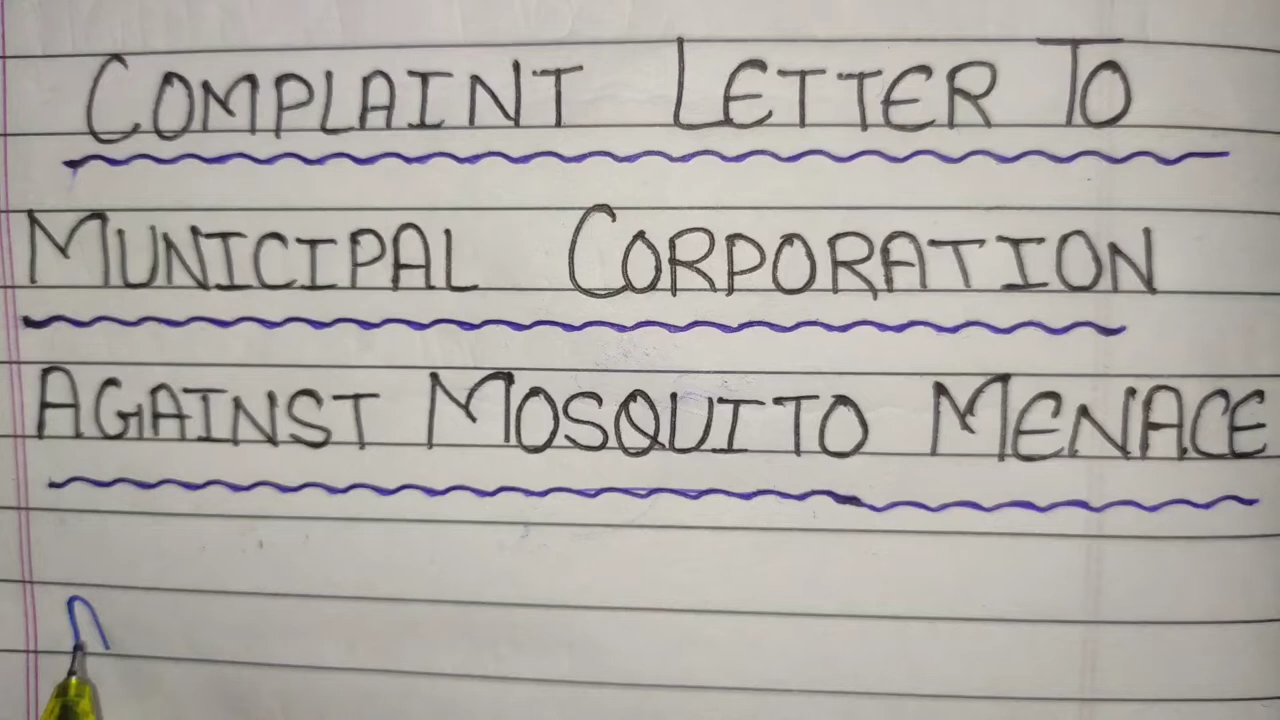 COMPLAINT LETTER TO
MUNICIPAL CORPORATION
AGAINST MOSQUITO MENACE